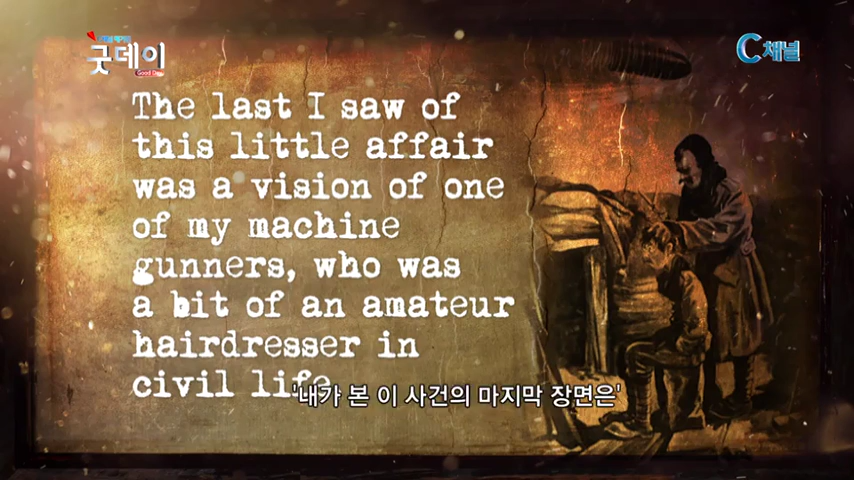 굿데이
Good Day
C채널
The last I saw of
this little affair
was a vision of one
of my machine
gunners, who was
a bit of an amateur
hairdresser in
civil life
'내가 본 이 사건의 마지막 장면은'